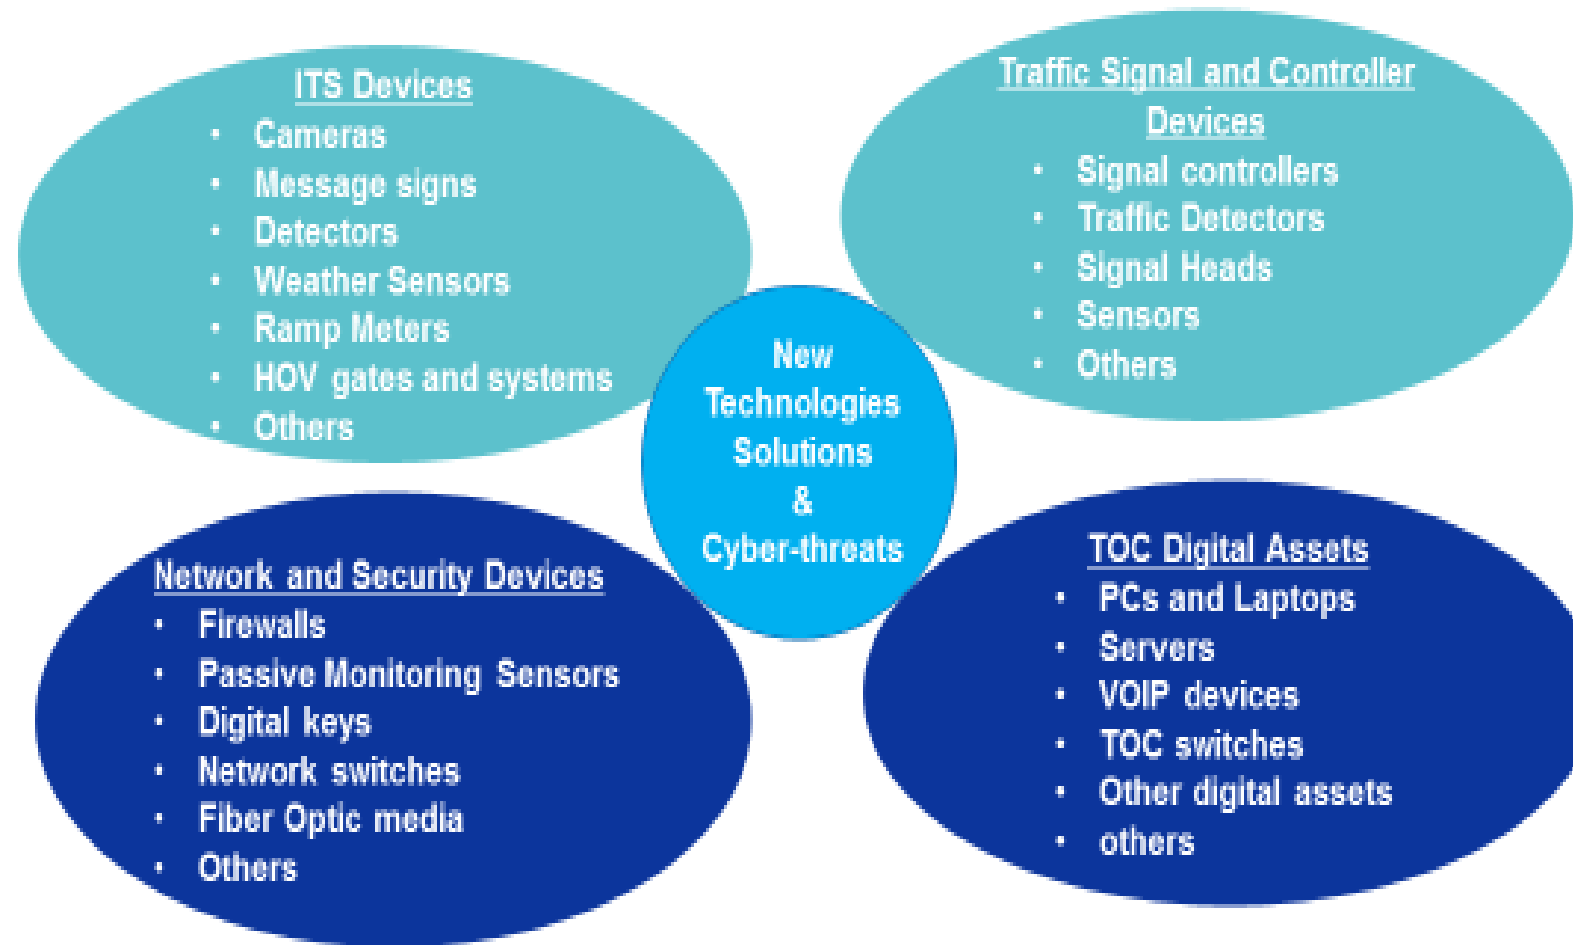 ITS Devices
• Cameras
• Message signs
• Detectors
• Weather Sensors
• Ramp Meters
• HOV gates and systems
• Others
Traffic Signal and Controller
Devices
• Signal controllers
• Traffic Detectors
• Signal Heads
• Sensors
• Others
New
Technologies
Solutions
&
Cyber-threats
Network and Security Devices
• Firewalls
• Passive Monitoring Sensors
• Digital keys
• Network switches
• Fiber Optic media
• Others
TOC Digital Assets
• PCs and Laptops
• Servers
• VOIP devices
• TOC switches
• Other digital assets
• others